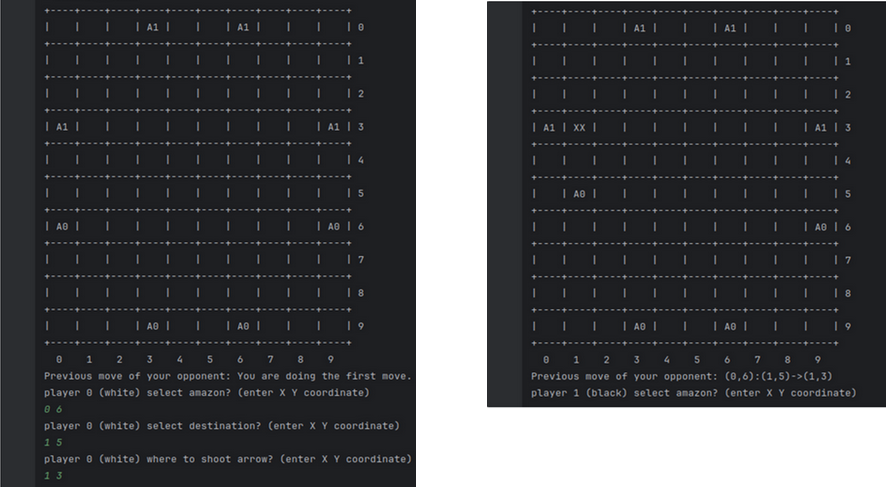 +----+----+----+----+----+----+----+----+----+----+
|    |    |    | A1 |    |    | A1 |    |    |    | 0
+----+----+----+----+----+----+----+----+----+----+
|    |    |    |    |    |    |    |    |    |    | 1
+----+----+----+----+----+----+----+----+----+----+
|    |    |    |    |    |    |    |    |    |    | 2
+----+----+----+----+----+----+----+----+----+----+
| A1 |    |    |    |    |    |    |    |    | A1 | 3
+----+----+----+----+----+----+----+----+----+----+
|    |    |    |    |    |    |    |    |    |    | 4
+----+----+----+----+----+----+----+----+----+----+
|    |    |    |    |    |    |    |    |    |    | 5
+----+----+----+----+----+----+----+----+----+----+
| A0 |    |    |    |    |    |    |    |    | A0 | 6
+----+----+----+----+----+----+----+----+----+----+
|    |    |    |    |    |    |    |    |    |    | 7
+----+----+----+----+----+----+----+----+----+----+
|    |    |    |    |    |    |    |    |    |    | 8
+----+----+----+----+----+----+----+----+----+----+
|    |    |    | A0 |    |    | A0 |    |    |    | 9
+----+----+----+----+----+----+----+----+----+----+
  0    1    2    3    4    5    6    7    8    9
Previous move of your opponent: You are doing the first move.
player 0 (white) select amazon? (enter X Y coordinate)
0 6
player 0 (white) select destination? (enter X Y coordinate)
1 5
player 0 (white) where to shoot arrow? (enter X Y coordinate)
1 3
+----+----+----+----+----+----+----+----+----+----+
|    |    |    | A1 |    |    | A1 |    |    |    | 0
+----+----+----+----+----+----+----+----+----+----+
|    |    |    |    |    |    |    |    |    |    | 1
+----+----+----+----+----+----+----+----+----+----+
|    |    |    |    |    |    |    |    |    |    | 2
+----+----+----+----+----+----+----+----+----+----+
| A1 | XX |    |    |    |    |    |    |    | A1 | 3
+----+----+----+----+----+----+----+----+----+----+
|    |    |    |    |    |    |    |    |    |    | 4
+----+----+----+----+----+----+----+----+----+----+
|    | A0 |    |    |    |    |    |    |    |    | 5
+----+----+----+----+----+----+----+----+----+----+
|    |    |    |    |    |    |    |    |    | A0 | 6
+----+----+----+----+----+----+----+----+----+----+
|    |    |    |    |    |    |    |    |    |    | 7
+----+----+----+----+----+----+----+----+----+----+
|    |    |    |    |    |    |    |    |    |    | 8
+----+----+----+----+----+----+----+----+----+----+
|    |    |    | A0 |    |    | A0 |    |    |    | 9
+----+----+----+----+----+----+----+----+----+----+
  0    1    2    3    4    5    6    7    8    9
Previous move of your opponent: (0,6):(1,5)->(1,3)
player 1 (black) select amazon? (enter X Y coordinate)